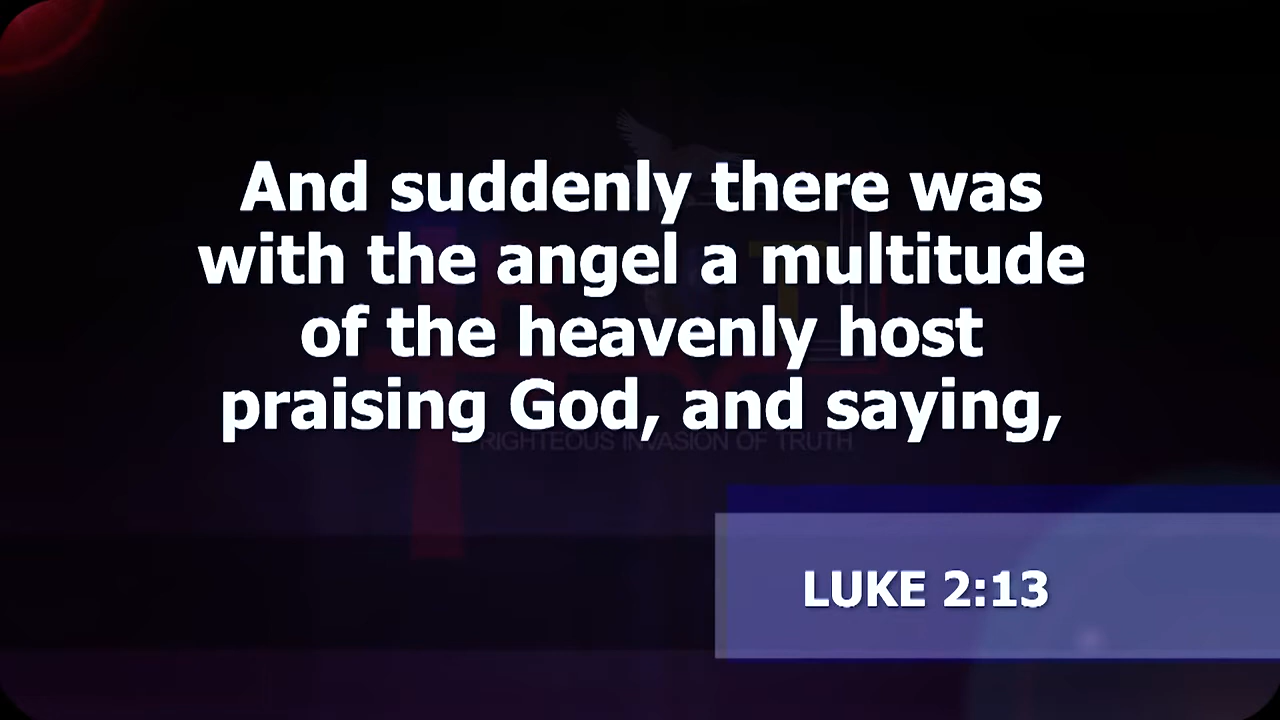 And suddenly there was
with the angel a multitude
of the heavenly host
praising God, and saying,
RIGHTEOUS INVASION OF TRUTH
LUKE 2:13